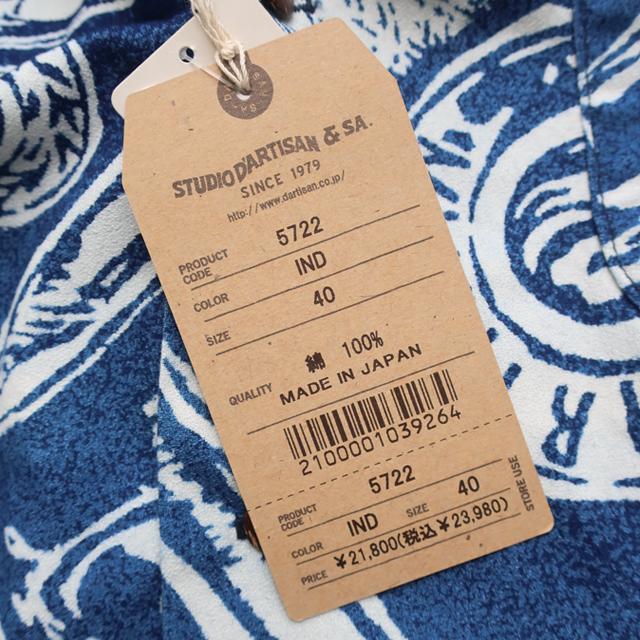 STUDIO D'ARTISAN & SA.
SINCE 1979
http://www.dartisan.co.jp/
PRODUCT CODE 5722
COLOR IND
SIZE 40
QUALITY 綿 100%
MADE IN JAPAN
2100001039264
PRODUCT CODE : 5722
COLOR IND SIZE 40
PRICE ¥21,800(税込¥23,980)
STORE USE